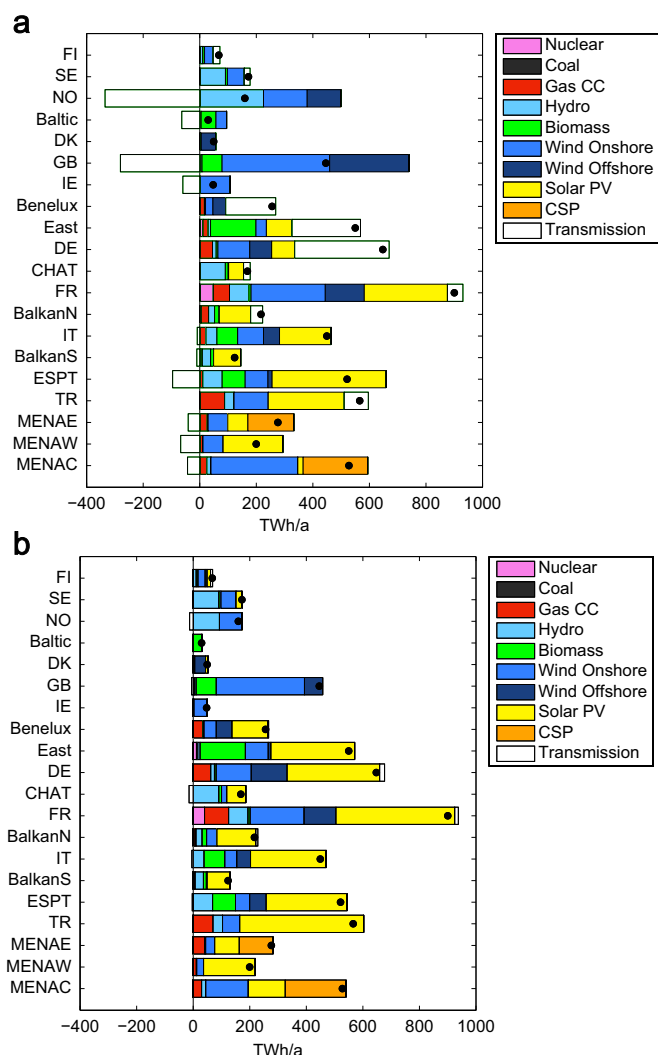 a
FI
SE
NO
Baltic
DK
GB
IE
Benelux
East
DE
CHAT
FR
BalkanN
IT
BalkanS
ESPT
TR
MENAE
MENAW
MENAC
−400 −200 0 200 400 600 800 1000
TWh/a
Nuclear
Coal
Gas CC
Hydro
Biomass
Wind Onshore
Wind Offshore
Solar PV
CSP
Transmission
b
FI
SE
NO
Baltic
DK
GB
IE
Benelux
East
DE
CHAT
FR
BalkanN
IT
BalkanS
ESPT
TR
MENAE
MENAW
MENAC
−400 −200 0 200 400 600 800 1000
TWh/a
Nuclear
Coal
Gas CC
Hydro
Biomass
Wind Onshore
Wind Offshore
Solar PV
CSP
Transmission